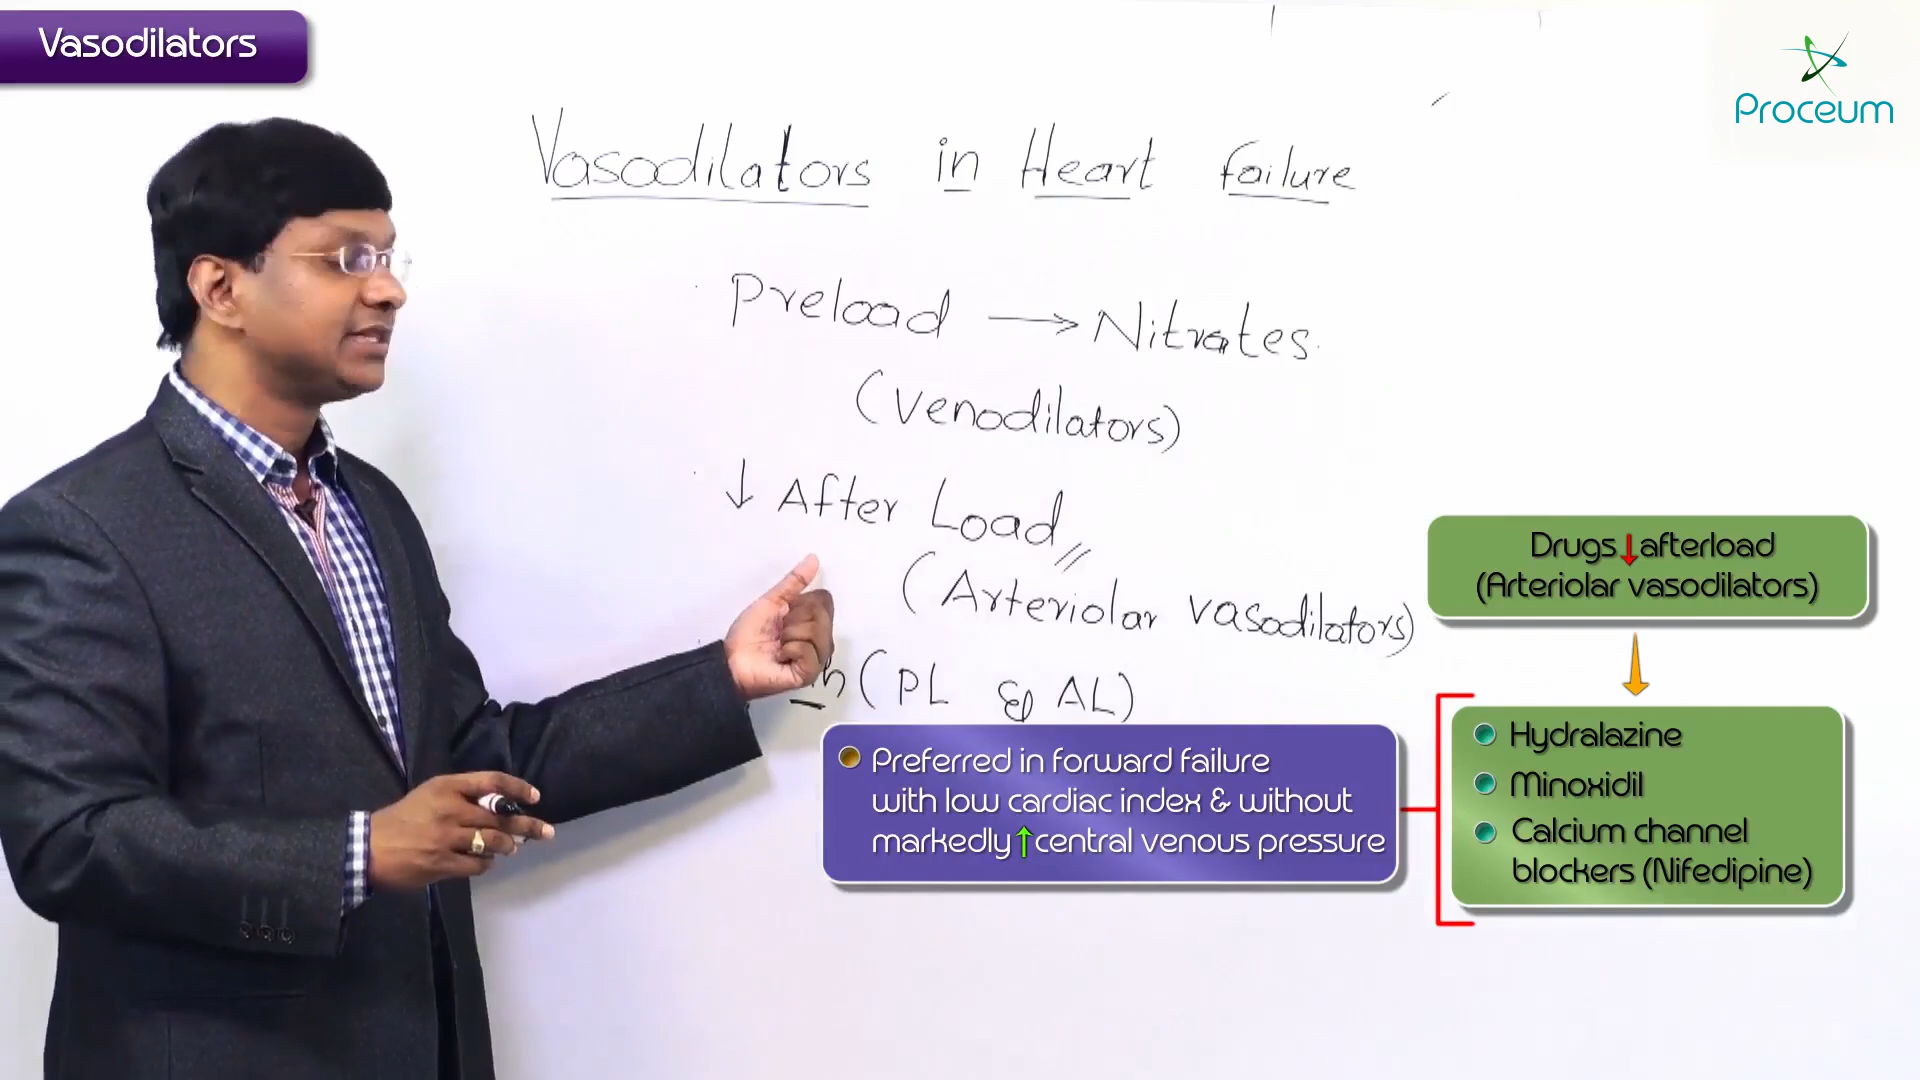 Vasodilators
Proceum
Vasodilators in Heart failure
Preload → Nitrates
(Venodilators)
↓ After Load
(Arteriolar vasodilators)
(PL & AL)
Drugs ↓ afterload
(Arteriolar vasodilators)
Hydralazine
Minoxidil
Calcium channel
blockers (Nifedipine)
Preferred in forward failure
with low cardiac index & without
markedly ↑ central venous pressure